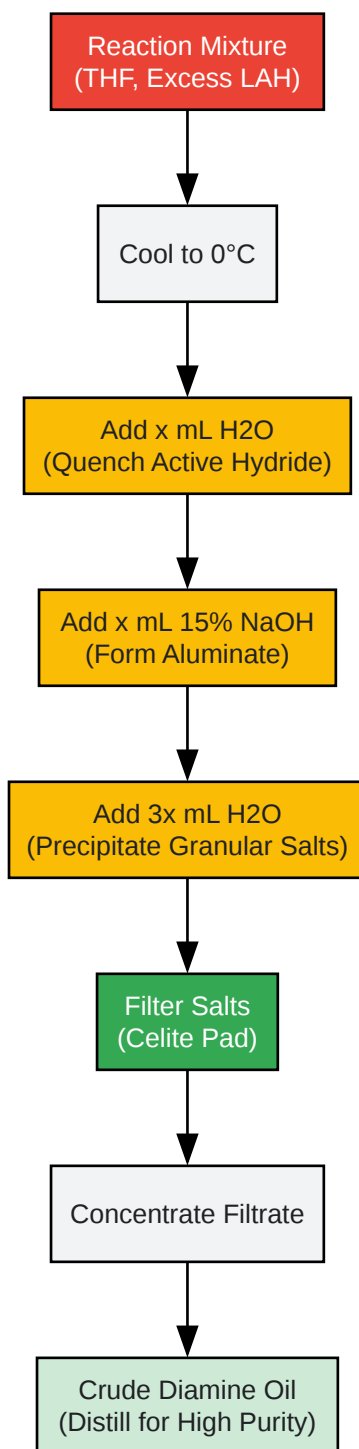 Reaction Mixture
(THF, Excess LAH)
Cool to 0°C
Add x mL H2O
(Quench Active Hydride)
Add x mL 15% NaOH
(Form Aluminate)
Add 3x mL H2O
(Precipitate Granular Salts)
Filter Salts
(Celite Pad)
Concentrate Filtrate
Crude Diamine Oil
(Distill for High Purity)